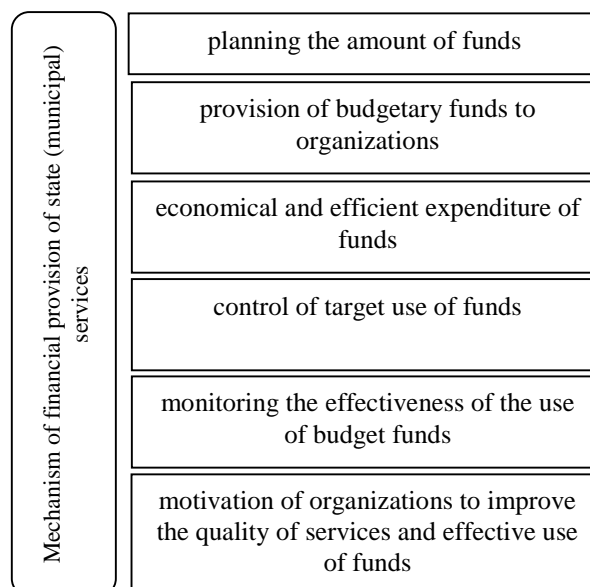 Mechanism of financial provision of state (municipal)
services
planning the amount of funds
provision of budgetary funds to
organizations
economical and efficient expenditure of
funds
control of target use of funds
monitoring the effectiveness of the use
of budget funds
motivation of organizations to improve
the quality of services and effective use
of funds